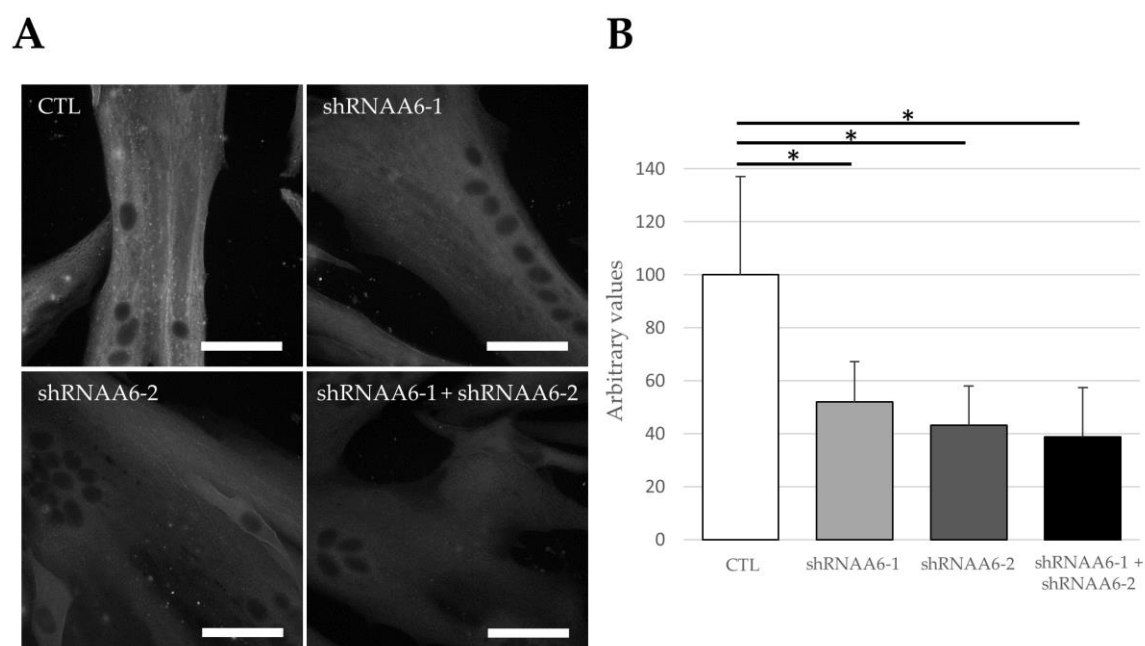 A
CTL
shRNAA6-1
shRNAA6-2
shRNAA6-1 + shRNAA6-2
B
*
*
*
140
120
100
80
60
40
20
0
Arbitrary values
CTL
shRNAA6-1
shRNAA6-2
shRNAA6-1 +
shRNAA6-2